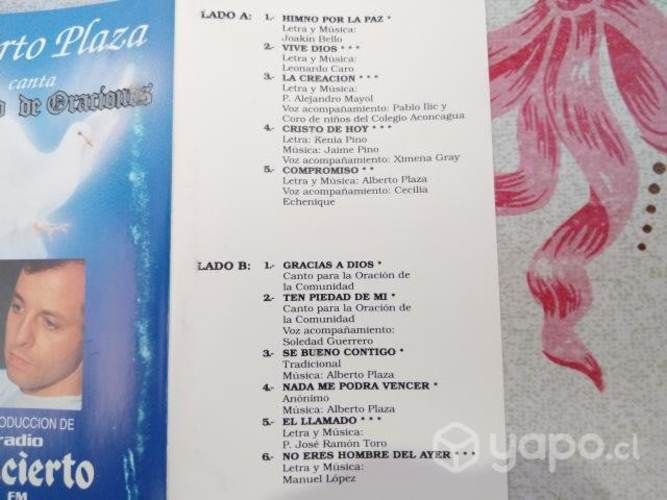 erto Plaza
canta
o de Oraciones
ODUCCION DE
radio
ncierto
FM
LADO A: 1.- HIMNO POR LA PAZ *
Letra y Música:
Joakín Bello
2.- VIVE DIOS * * *
Letra y Música:
Leonardo Caro
3.- LA CREACION * * *
Letra y Música:
P. Alejandro Mayol
Voz acompañamiento: Pablo Ilic y
Coro de niños del Colegio Aconcagua
4.- CRISTO DE HOY * * *
Letra: Kenia Pino
Música: Jaime Pino
Voz acompañamiento: Ximena Gray
5.- COMPROMISO * *
Letra y Música: Alberto Plaza
Voz acompañamiento: Cecilia
Echenique
LADO B: 1.- GRACIAS A DIOS *
Canto para la Oración de
la Comunidad
2.- TEN PIEDAD DE MI *
Canto para la Oración de
la Comunidad
Voz acompañamiento:
Soledad Guerrero
3.- SE BUENO CONTIGO *
Tradicional
Música: Alberto Plaza
4.- NADA ME PODRA VENCER *
Anónimo
Música: Alberto Plaza
5.- EL LLAMADO * *
Letra y Música:
P. José Ramón Toro
6.- NO ERES HOMBRE DEL AYER * *
Letra y Música:
Manuel López
yapo.cl